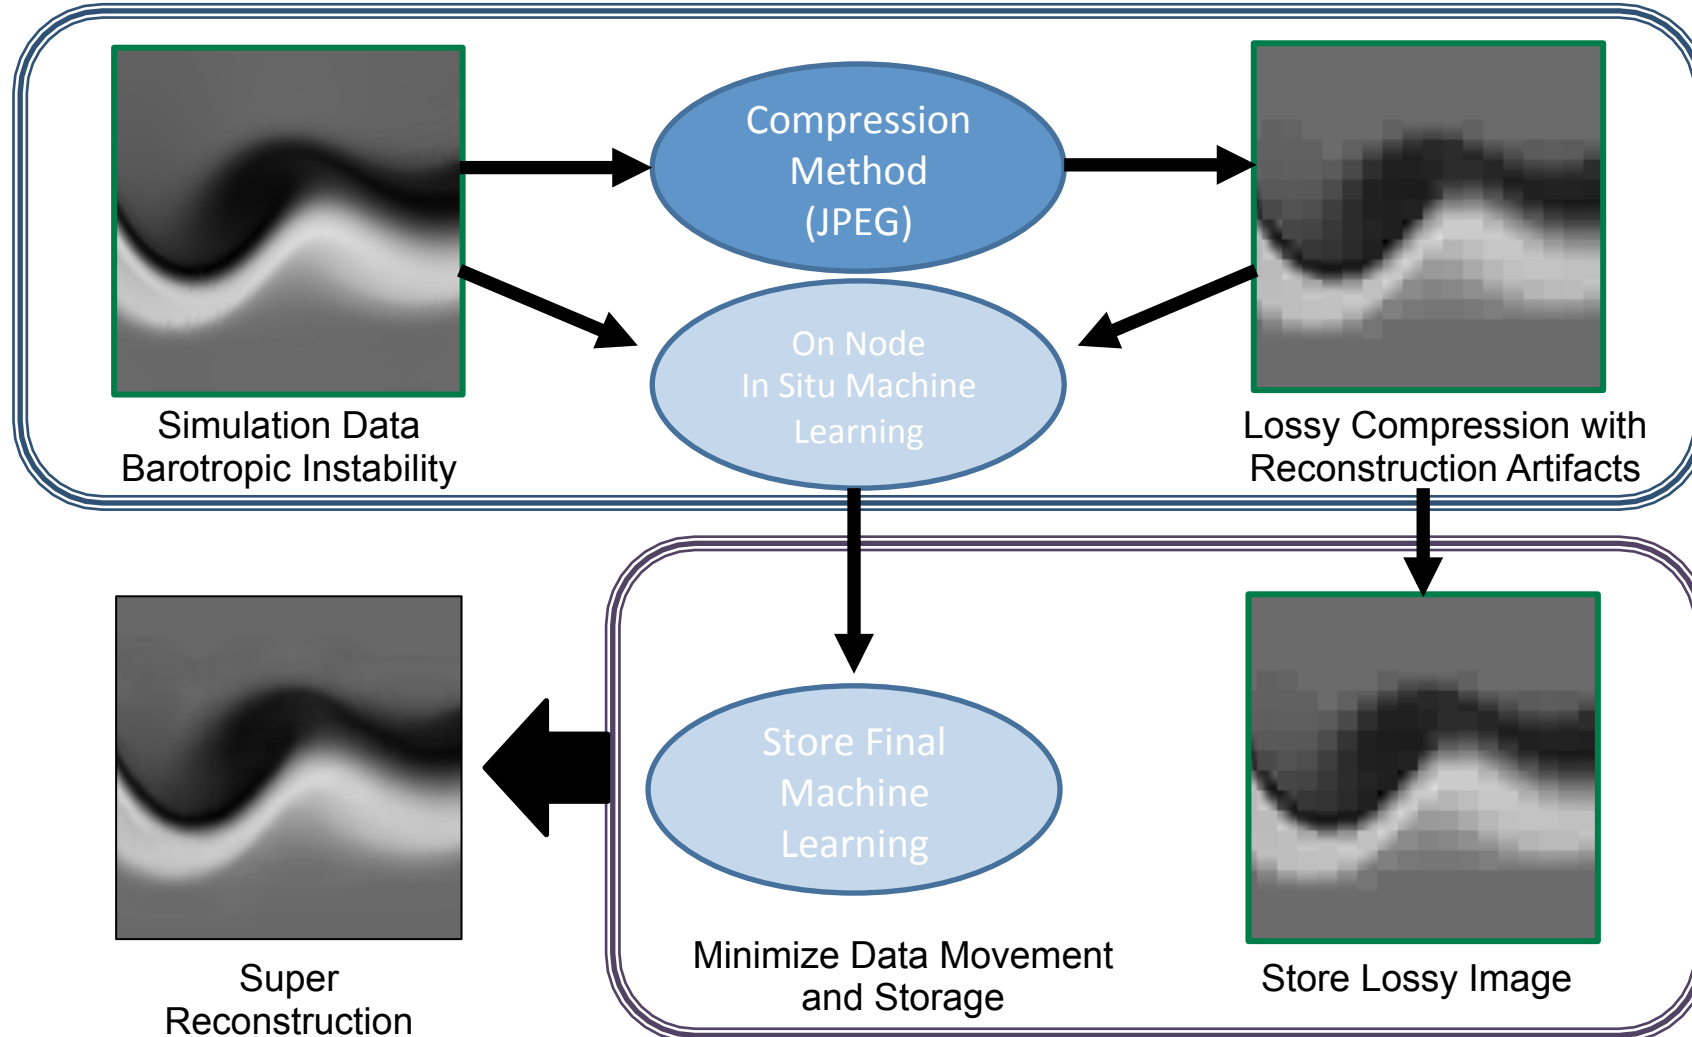 Compression
Method
(JPEG)
On Node
In Situ Machine
Learning
Simulation Data
Barotropic Instability
Lossy Compression with
Reconstruction Artifacts
Store Final
Machine
Learning
Minimize Data Movement
and Storage
Store Lossy Image
Super
Reconstruction